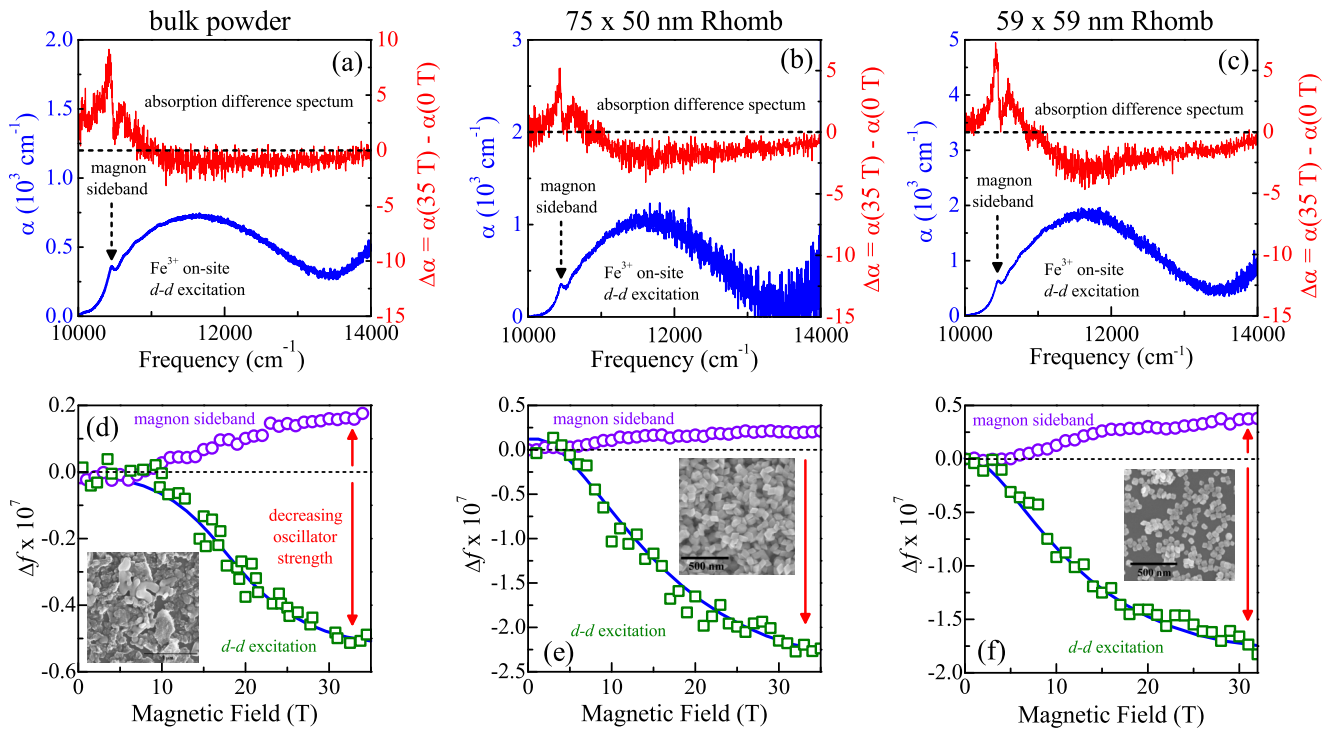 bulk powder
75 x 50 nm Rhomb
59 x 59 nm Rhomb
(a)
absorption difference spectum
magnon
sideband
Fe³⁺ on-site
d-d excitation
α (10³ cm⁻¹)
2.0
1.5
1.0
0.5
0.0
10
5
0
-5
-10
-15
Δα = α(35 T) - α(0 T)
10000
12000
14000
Frequency (cm⁻¹)
(b)
absorption difference spectum
magnon
sideband
Fe³⁺ on-site
d-d excitation
α (10³ cm⁻¹)
3
2
1
0
5
0
-5
-10
-15
Δα = α(35 T) - α(0 T)
10000
12000
14000
Frequency (cm⁻¹)
(c)
absorption difference spectum
magnon
sideband
Fe³⁺ on-site
d-d excitation
α (10³ cm⁻¹)
5
4
3
2
1
0
5
0
-5
-10
-15
Δα = α(35 T) - α(0 T)
10000
12000
14000
Frequency (cm⁻¹)
(d)
magnon sideband
decreasing
oscillator
strength
d-d excitation
Δf x 10⁷
0.2
0.0
-0.2
-0.4
-0.6
0
10
20
30
Magnetic Field (T)
(e)
magnon sideband
500 nm
d-d excitation
Δf x 10⁷
0.5
0.0
-0.5
-1.0
-1.5
-2.0
-2.5
0
10
20
30
Magnetic Field (T)
(f)
magnon sideband
500 nm
d-d excitation
Δf x 10⁷
0.5
0.0
-0.5
-1.0
-1.5
-2.0
0
10
20
30
Magnetic Field (T)